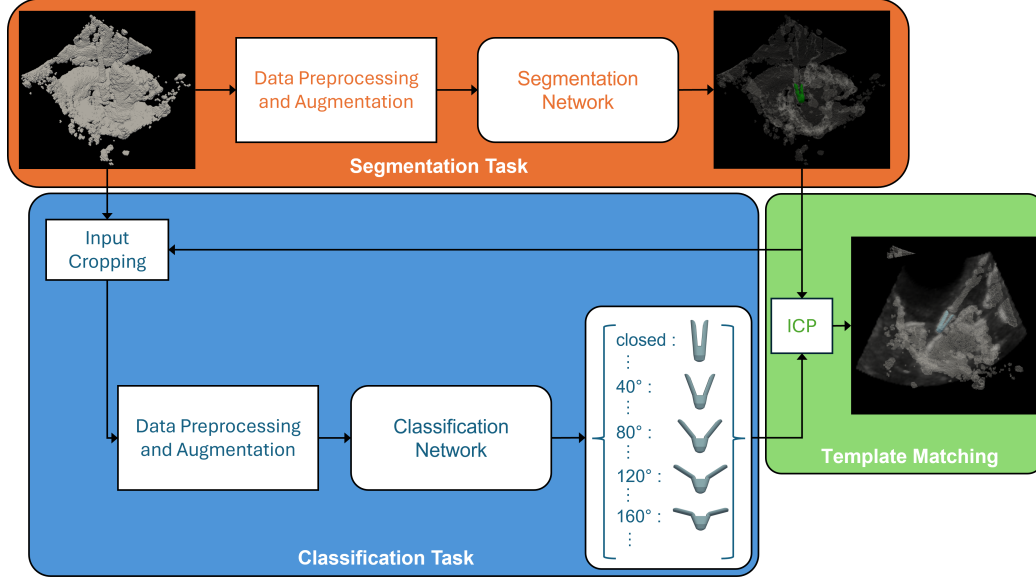 Data Preprocessing
and Augmentation
Segmentation
Network
Segmentation Task
Input
Cropping
closed :
⋮
40° :
⋮
80° :
⋮
120° :
⋮
160° :
⋮
ICP
Data Preprocessing
and Augmentation
Classification
Network
Template Matching
Classification Task